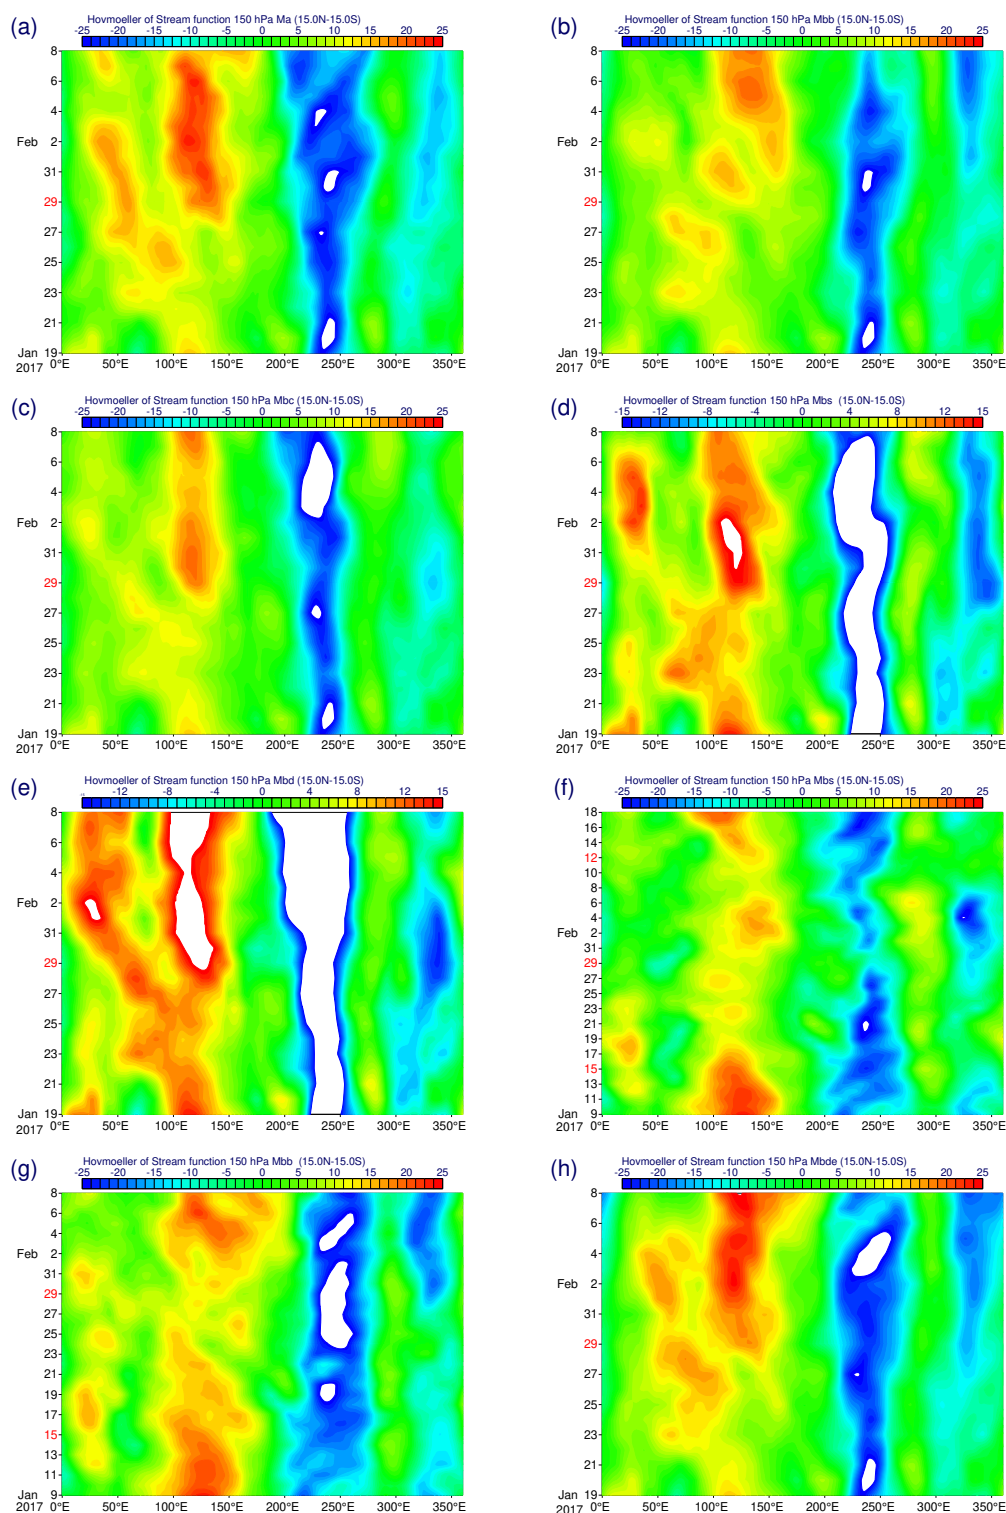 (a)
Hovmoeller of Stream function 150 hPa Ma (15.0N-15.0S)
-25 -20 -15 -10 -5 0 5 10 15 20 25
8
6
4
Feb 2
31
29
27
25
23
21
Jan 19
2017
0°E 50°E 100°E 150°E 200°E 250°E 300°E 350°E
(b)
Hovmoeller of Stream function 150 hPa Mbb (15.0N-15.0S)
-25 -20 -15 -10 -5 0 5 10 15 20 25
8
6
4
Feb 2
31
29
27
25
23
21
Jan 19
2017
0°E 50°E 100°E 150°E 200°E 250°E 300°E 350°E
(c)
Hovmoeller of Stream function 150 hPa Mbc (15.0N-15.0S)
-25 -20 -15 -10 -5 0 5 10 15 20 25
8
6
4
Feb 2
31
29
27
25
23
21
Jan 19
2017
0°E 50°E 100°E 150°E 200°E 250°E 300°E 350°E
(d)
Hovmoeller of Stream function 150 hPa Mbs (15.0N-15.0S)
-15 -12 -8 -4 0 4 8 12 15
8
6
4
Feb 2
31
29
27
25
23
21
Jan 19
2017
0°E 50°E 100°E 150°E 200°E 250°E 300°E 350°E
(e)
Hovmoeller of Stream function 150 hPa Mbd (15.0N-15.0S)
-12 -8 -4 0 4 8 12 15
8
6
4
Feb 2
31
29
27
25
23
21
Jan 19
2017
0°E 50°E 100°E 150°E 200°E 250°E 300°E 350°E
(f)
Hovmoeller of Stream function 150 hPa Mbs (15.0N-15.0S)
-25 -20 -15 -10 -5 0 5 10 15 20 25
18
16
14
12
10
8
6
4
Feb 2
31
29
27
25
23
21
19
17
15
13
11
Jan 9
2017
0°E 50°E 100°E 150°E 200°E 250°E 300°E 350°E
(g)
Hovmoeller of Stream function 150 hPa Mbb (15.0N-15.0S)
-25 -20 -15 -10 -5 0 5 10 15 20 25
8
6
4
Feb 2
31
29
27
25
23
21
19
17
15
13
11
Jan 9
2017
0°E 50°E 100°E 150°E 200°E 250°E 300°E 350°E
(h)
Hovmoeller of Stream function 150 hPa Mbde (15.0N-15.0S)
-25 -20 -15 -10 -5 0 5 10 15 20 25
8
6
4
Feb 2
31
29
27
25
23
21
Jan 19
2017
0°E 50°E 100°E 150°E 200°E 250°E 300°E 350°E